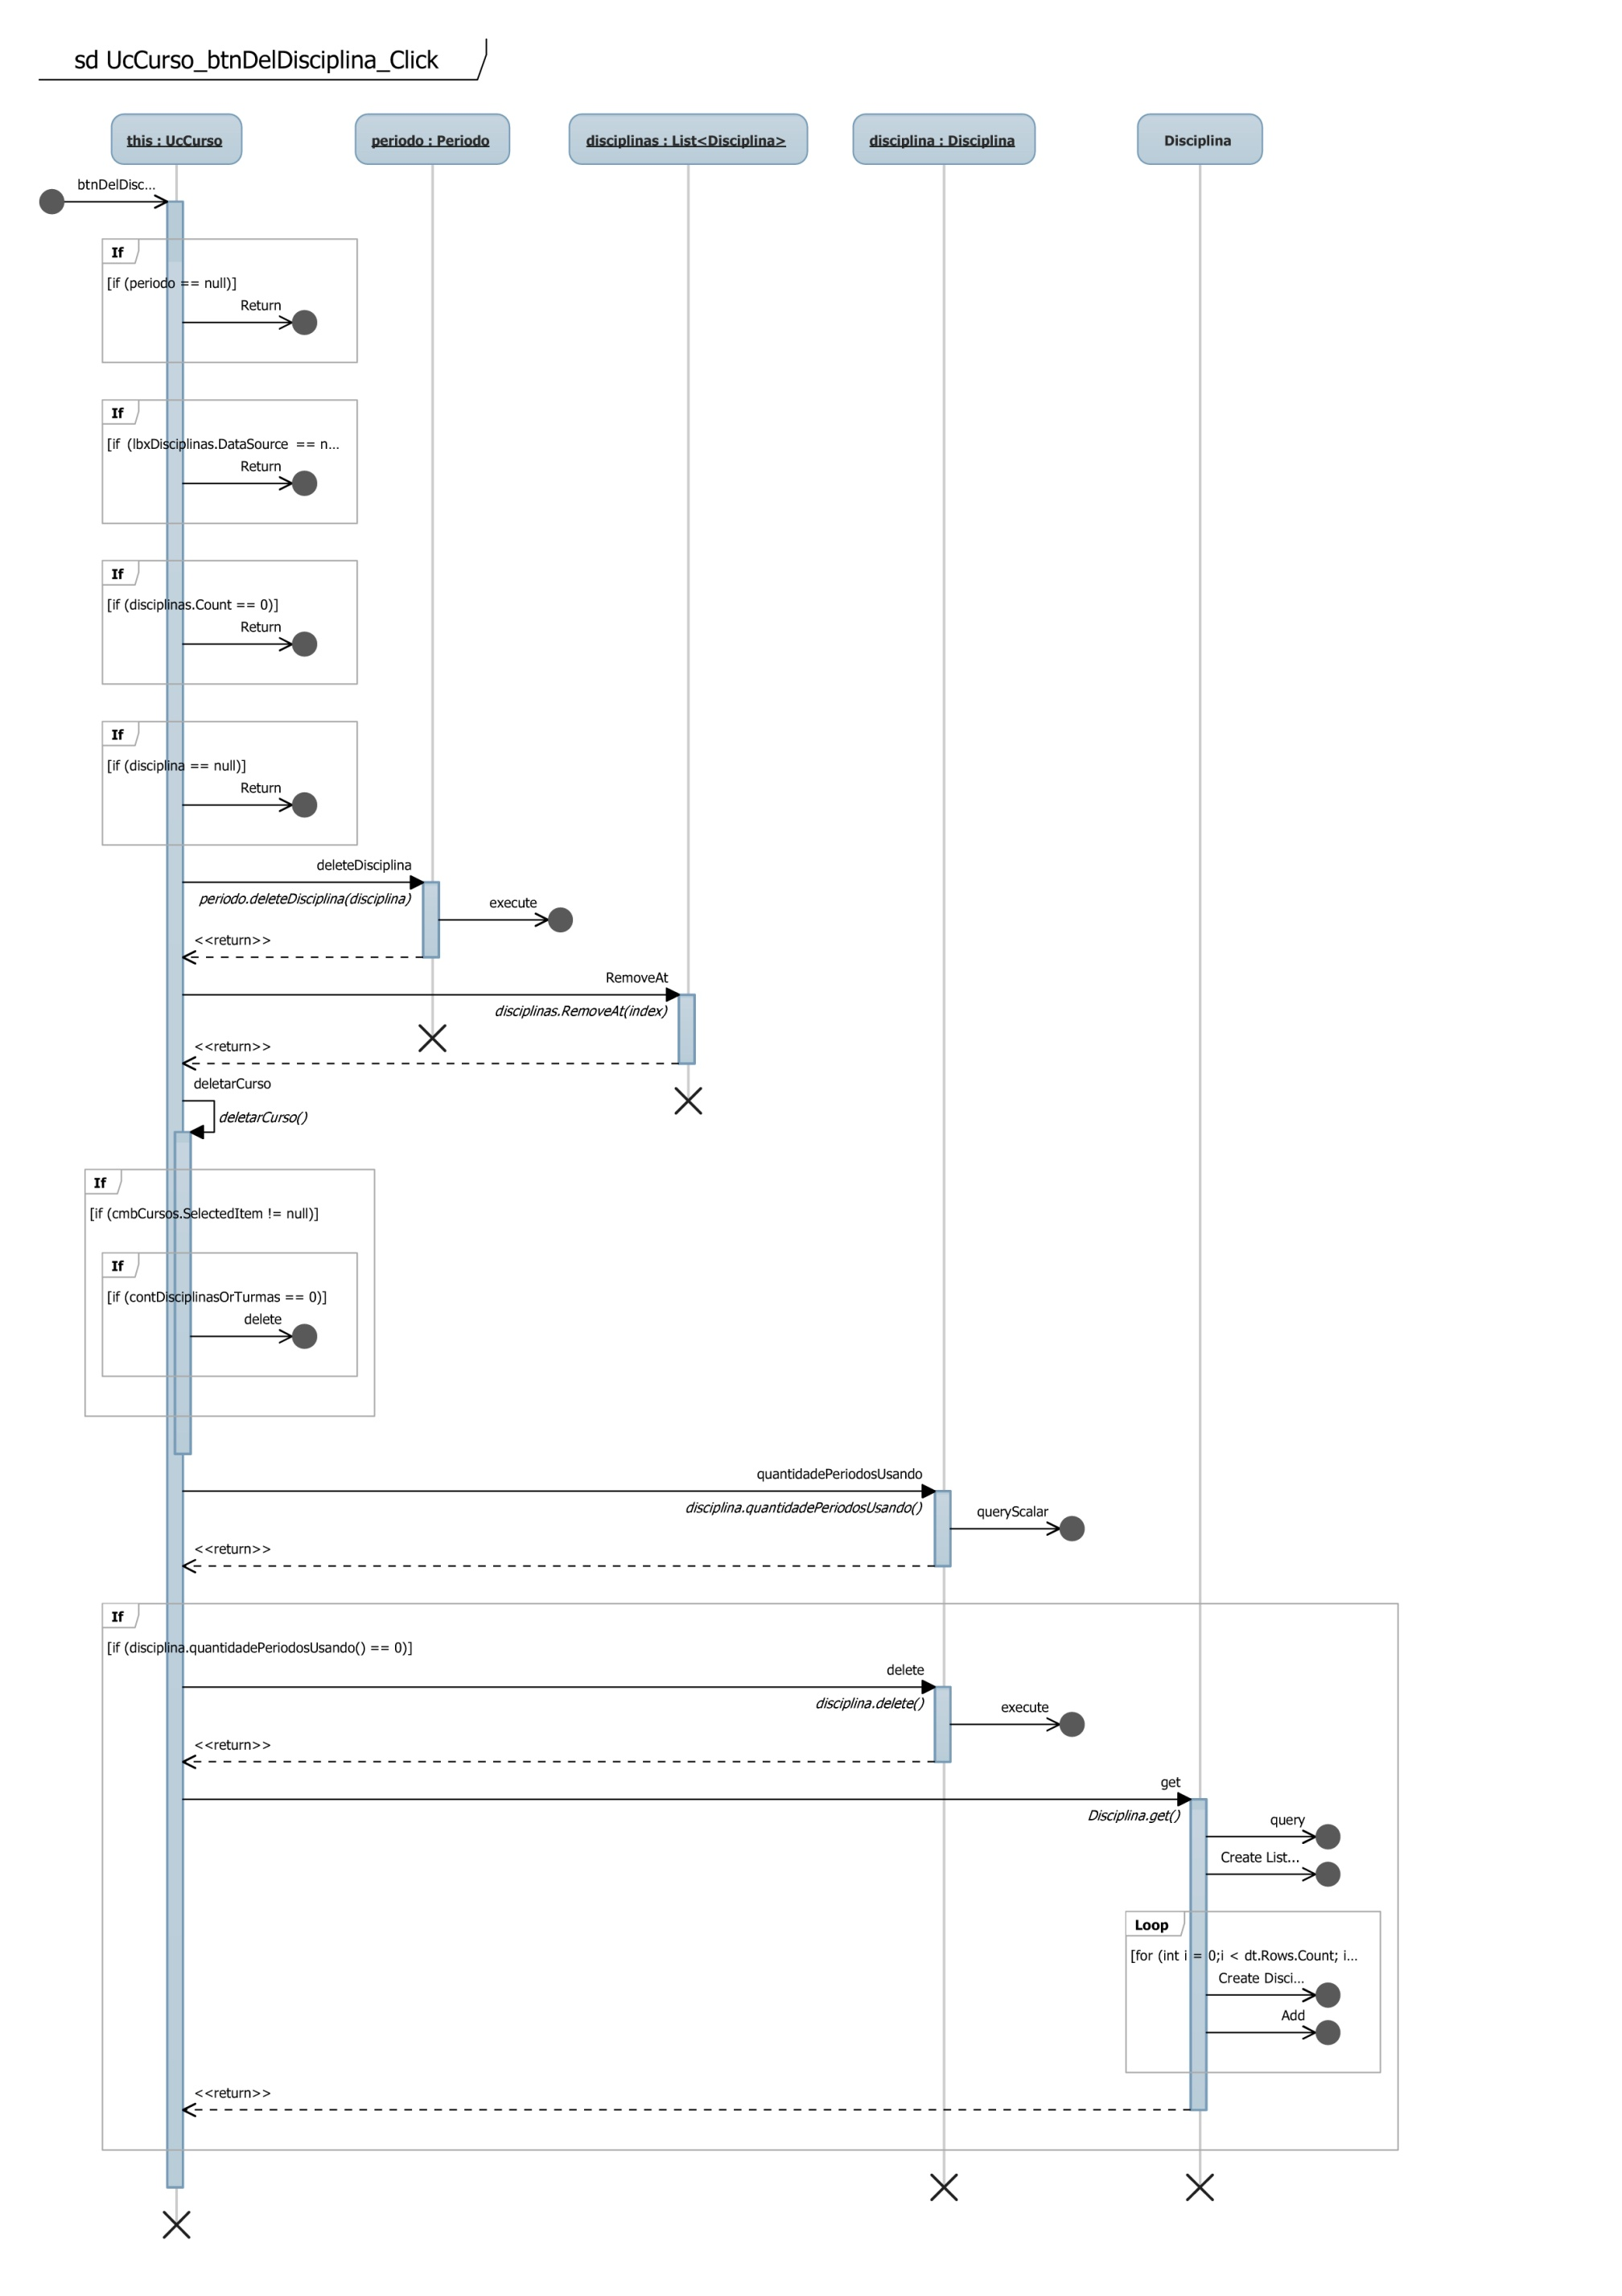 sd UcCurso_btnDelDisciplina_Click
this : UcCurso
periodo : Periodo
disciplinas : List<Disciplina>
disciplina : Disciplina
Disciplina
btnDelDisc...
If
[if (periodo == null)]
Return
If
[if (lbxDisciplinas.DataSource == n...
Return
If
[if (disciplinas.Count == 0)]
Return
If
[if (disciplina == null)]
Return
deleteDisciplina
periodo.deleteDisciplina(disciplina)
execute
<<return>>
RemoveAt
disciplinas.RemoveAt(index)
<<return>>
deletarCurso
deletarCurso()
If
[if (cmbCursos.SelectedItem != null)]
If
[if (contDisciplinasOrTurmas == 0)]
delete
quantidadePeriodosUsando
disciplina.quantidadePeriodosUsando()
queryScalar
<<return>>
If
[if (disciplina.quantidadePeriodosUsando() == 0)]
delete
disciplina.delete()
execute
<<return>>
get
Disciplina.get()
query
Create List...
Loop
[for (int i = 0;i < dt.Rows.Count; i...
Create Disci...
Add
<<return>>